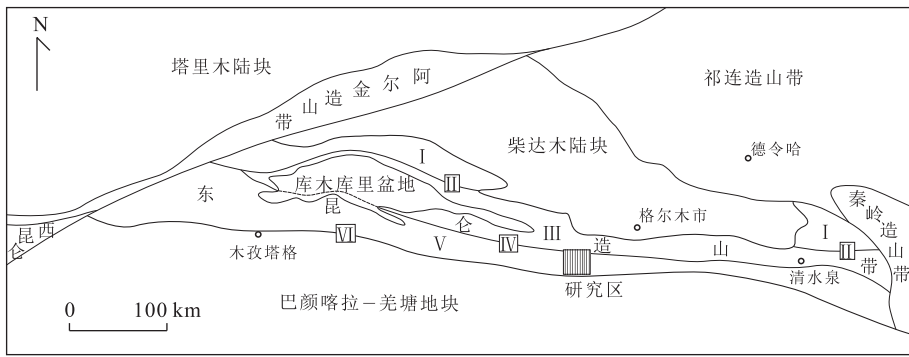 N
塔里木陆块
阿尔金造山带
祁连造山带
柴达木陆块
德令哈
I
II
东昆仑造山带
库木库里盆地
西昆仑
木孜塔格
VI
V
IV
III
格尔木市
秦岭造山带
I
II
清水泉
研究区
巴颜喀拉－羌塘地块
0 100 km